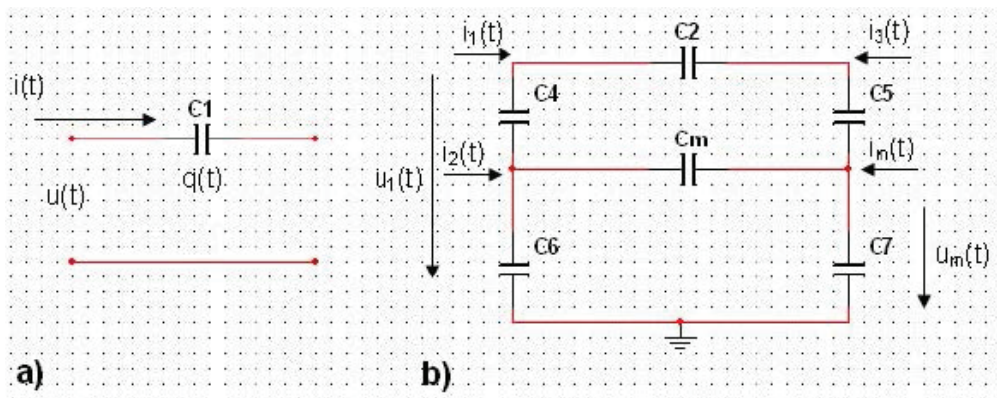 i(t)
C1
q(t)
u(t)
a)
i₁(t)
C2
i₃(t)
C4
C5
i₂(t)
Cm
iₘ(t)
u₁(t)
C6
C7
uₘ(t)
b)